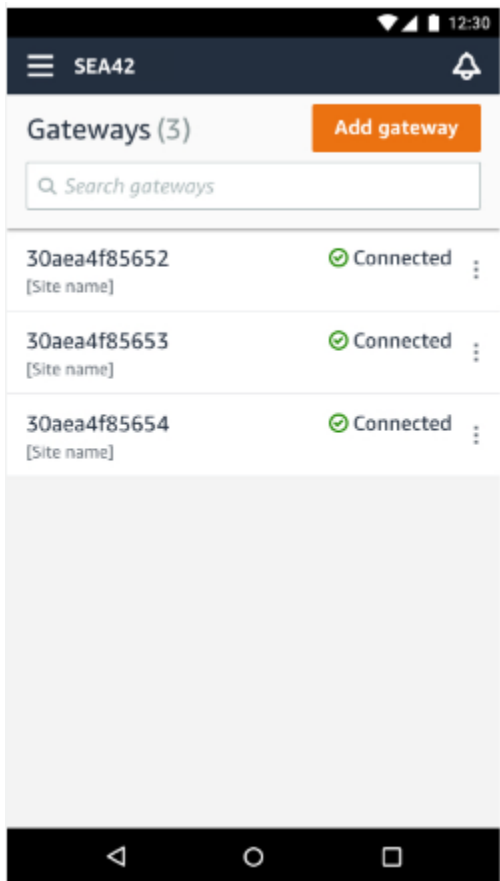 12:30
SEA42
Gateways (3)
Add gateway
Search gateways
30aea4f85652
Connected
[Site name]
30aea4f85653
Connected
[Site name]
30aea4f85654
Connected
[Site name]